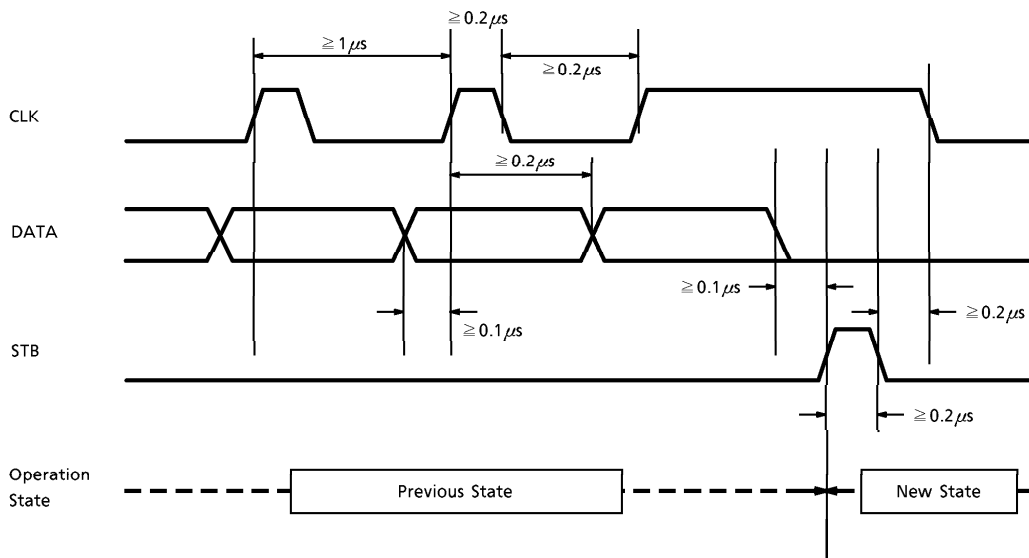 ≧0.2μs
≧1μs
≧0.2μs
CLK
≧0.2μs
DATA
≧0.1μs
≧0.2μs
≧0.1μs
STB
≧0.2μs
Operation
State
Previous State
New State